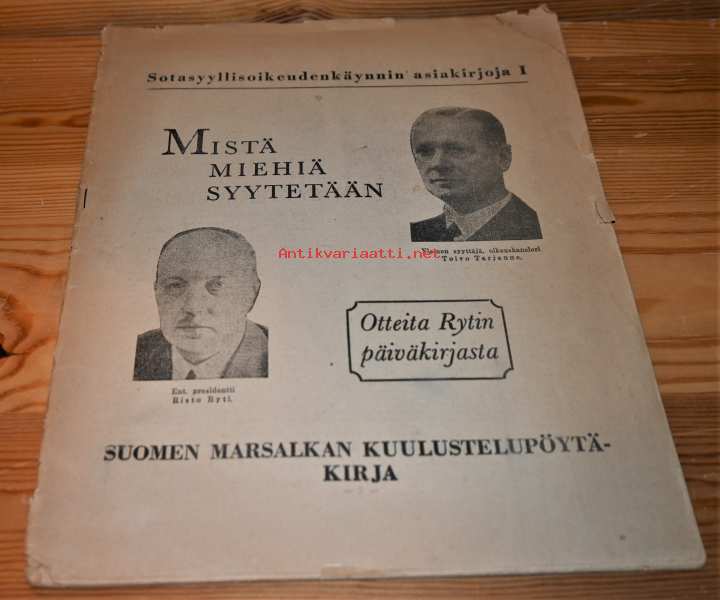 Sotasyyllisoikeudenkäynnin asiakirjoja I
MISTÄ
MIEHIÄ
SYYTETÄÄN
Yleinen syyttäjä, oikeuskansleri
Toivo Tarjanne.
Antikvariaatti.net
Ent. presidentti
Risto Ryti.
Otteita Rytin
päiväkirjasta
SUOMEN MARSALKAN KUULUSTELUPÖYTÄ-
KIRJA